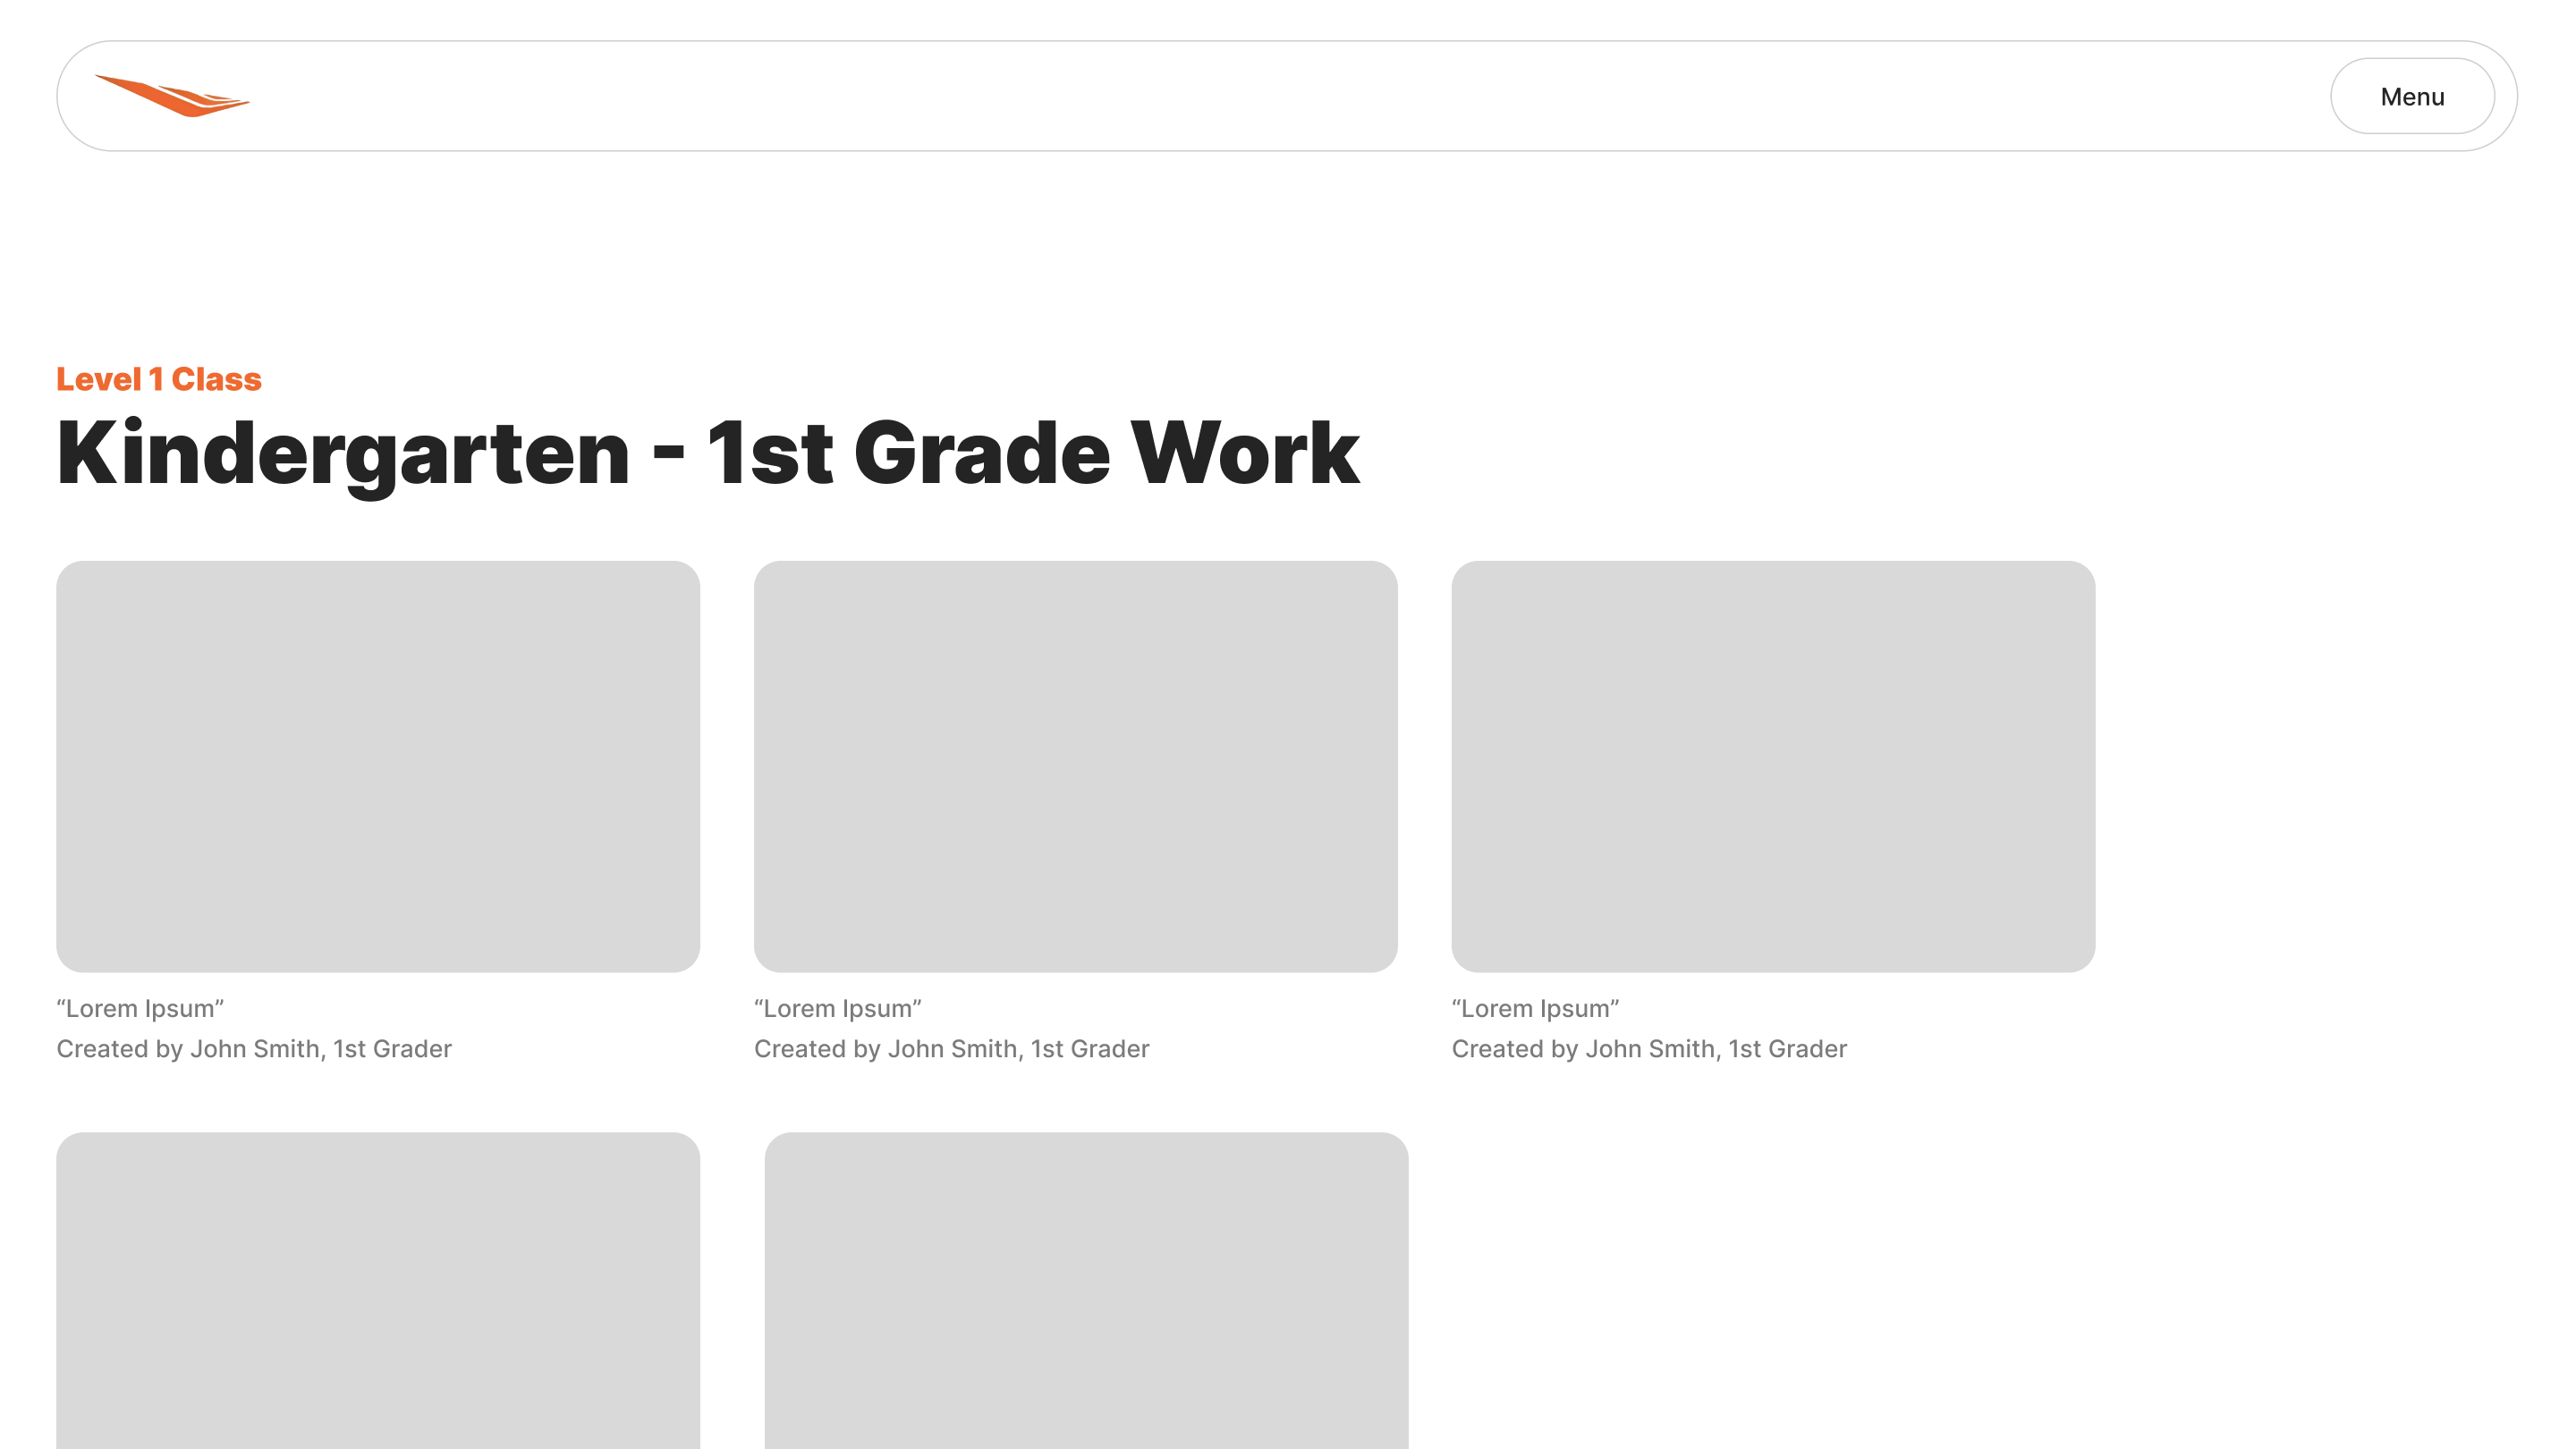 Menu
Level 1 Class
Kindergarten - 1st Grade Work
“Lorem Ipsum”
Created by John Smith, 1st Grader
“Lorem Ipsum”
Created by John Smith, 1st Grader
“Lorem Ipsum”
Created by John Smith, 1st Grader